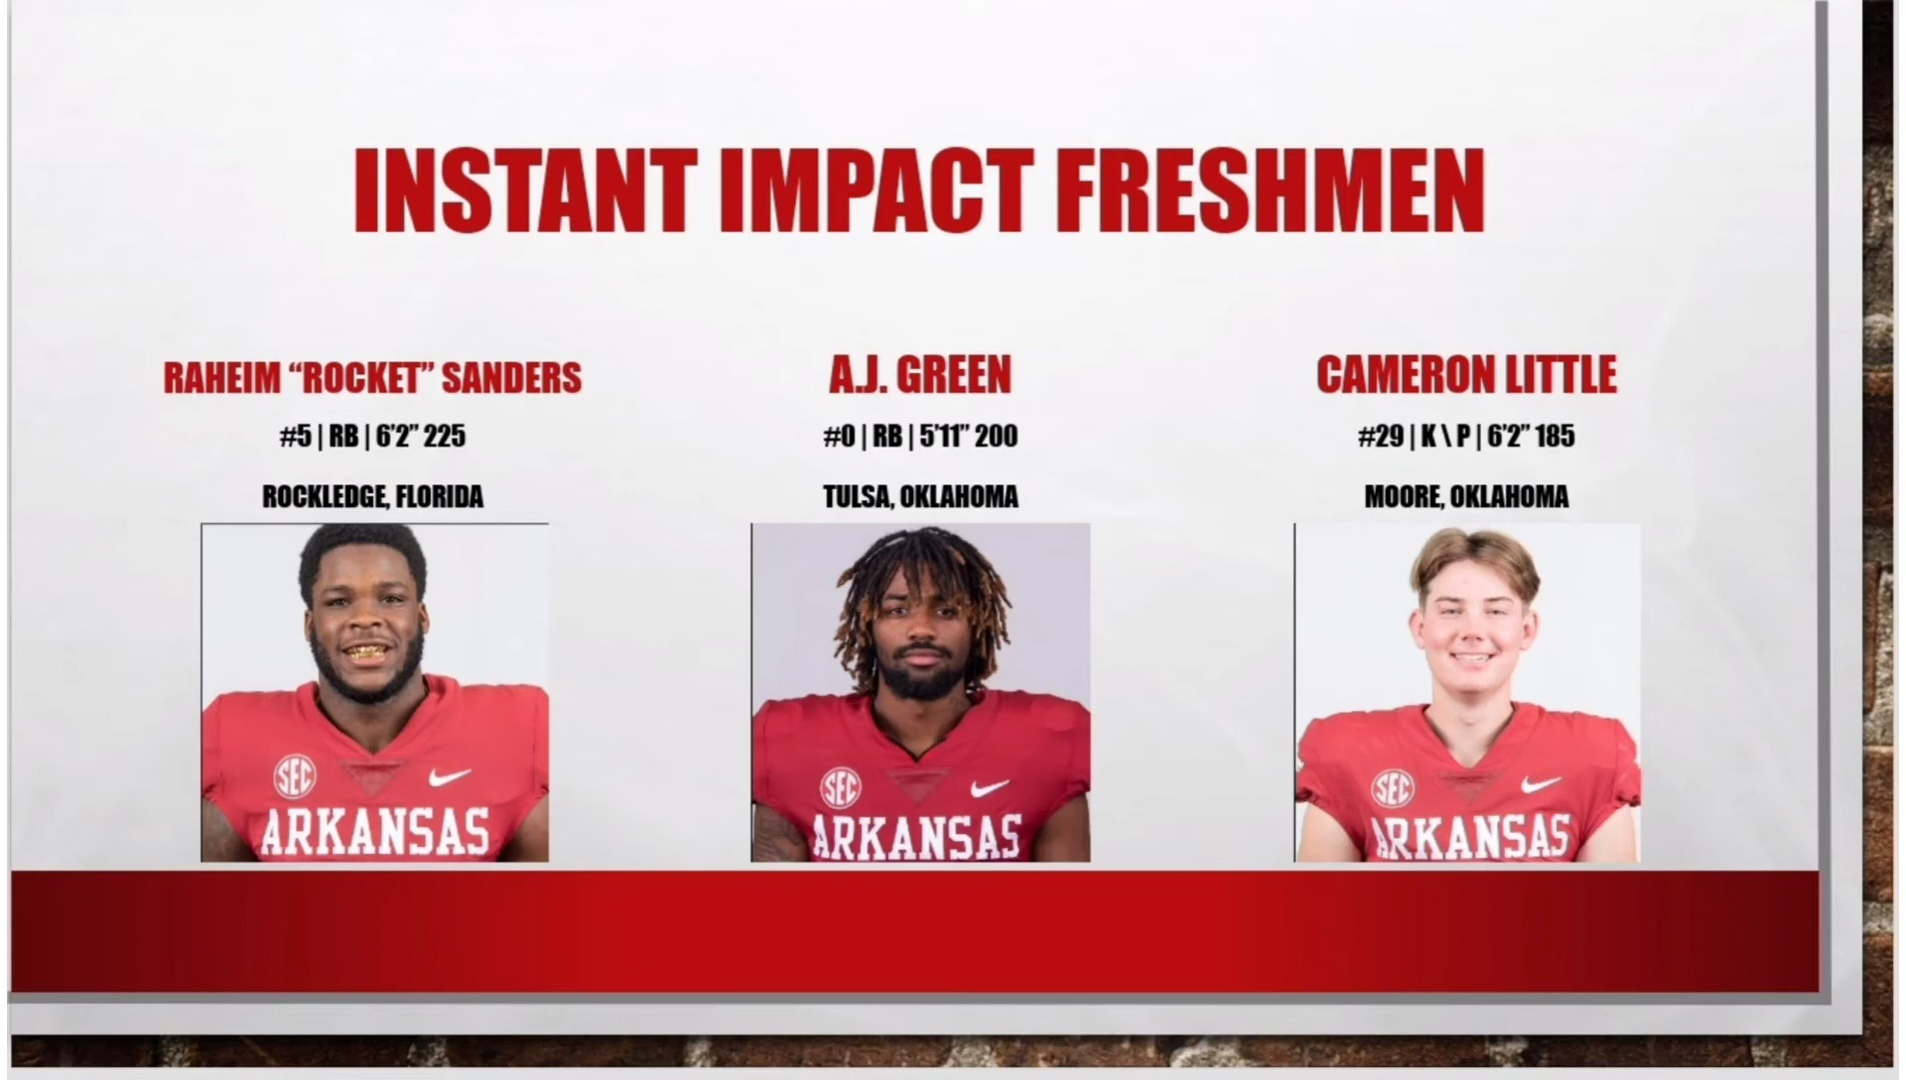 INSTANT IMPACT FRESHMEN
RAHEIM “ROCKET” SANDERS
#5 | RB | 6’2” 225
ROCKLEDGE, FLORIDA
SEC
ARKANSAS
A.J. GREEN
#0 | RB | 5’11” 200
TULSA, OKLAHOMA
SEC
ARKANSAS
CAMERON LITTLE
#29 | K \ P | 6’2” 185
MOORE, OKLAHOMA
SEC
ARKANSAS